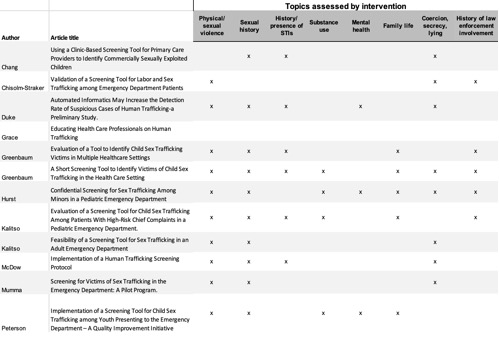 Topics assessed by intervention
Author Article title Physical/ sexual violence Sexual history History/ presence of STIs Substance use Mental health Family life Coercion, secrecy, lying History of law enforcement involvement
Using a Clinic-Based Screening Tool for Primary Care
Providers to Identify Commercially Sexually Exploited x x x
Chang Children
Validation of a Screening Tool for Labor and Sex x x x
Chisolm-Straker Trafficking among Emergency Department Patients
Automated Informatics May Increase the Detection
Rate of Suspicious Cases of Human Trafficking-a x x x x x
Duke Preliminary Study.
Educating Health Care Professionals on Human
Grace Trafficking
Evaluation of a Tool to Identify Child Sex Trafficking x x x x x
Greenbaum Victims in Multiple Healthcare Settings
A Short Screening Tool to Identify Victims of Child Sex x x x x x x x
Greenbaum Trafficking in the Health Care Setting
Confidential Screening for Sex Trafficking Among x x x x x x x
Hurst Minors in a Pediatric Emergency Department
Evaluation of a Screening Tool for Child Sex Trafficking
Among Patients With High-Risk Chief Complaints in a x x x x x x
Kalitso Pediatric Emergency Department.
Feasibility of a Screening Tool for Sex Trafficking in an x x x
Kalitso Adult Emergency Department
Implementation of a Human Trafficking Screening x x x x
McDow Protocol
Screening for Victims of Sex Trafficking in the x x x
Mumma Emergency Department: A Pilot Program.
Implementation of a Screening Tool for Child Sex
Trafficking among Youth Presenting to the Emergency x x x x x
Peterson Department – A Quality Improvement Initiative